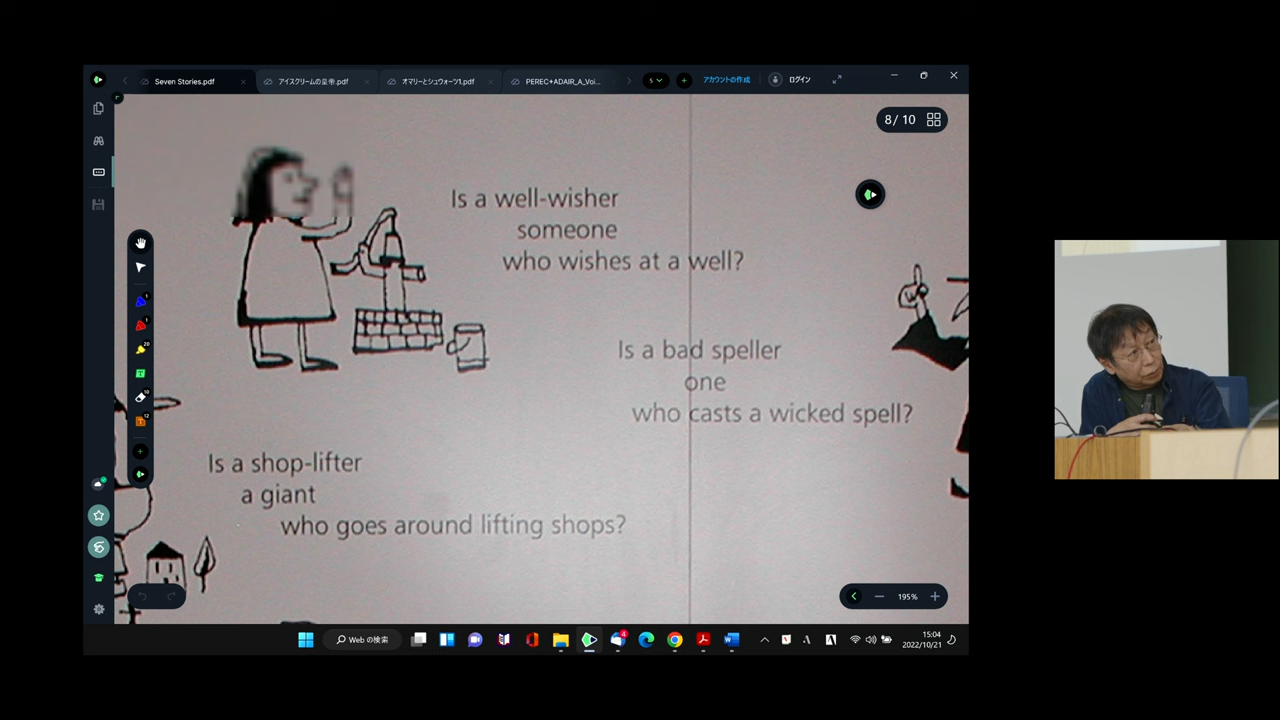 Seven Stories.pdf
アイスクリームの皇帝.pdf
オマリーとシュウォーツ1.pdf
PEREC+ADAIR_A_Voi...
5
アカウントの作成
ログイン
8/ 10
Is a well-wisher
someone
who wishes at a well?
Is a bad speller
one
who casts a wicked spell?
Is a shop-lifter
a giant
who goes around lifting shops?
195%
Web の検索
4
15:04
2022/10/21